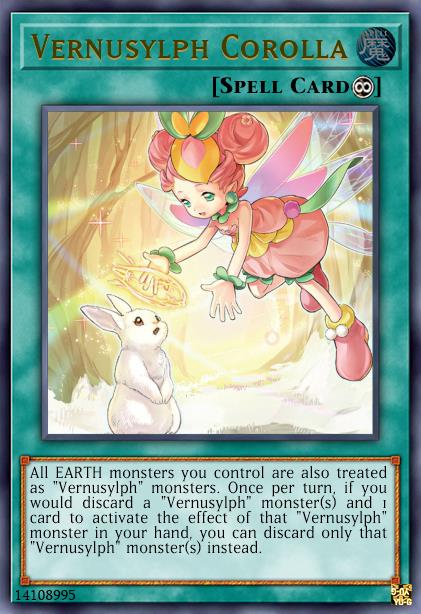 Vernusylph Corolla
魔
[Spell Card]
All EARTH monsters you control are also treated
as "Vernusylph" monsters. Once per turn, if you
would discard a "Vernusylph" monster(s) and 1
card to activate the effect of that "Vernusylph"
monster in your hand, you can discard only that
"Vernusylph" monster(s) instead.
14108995